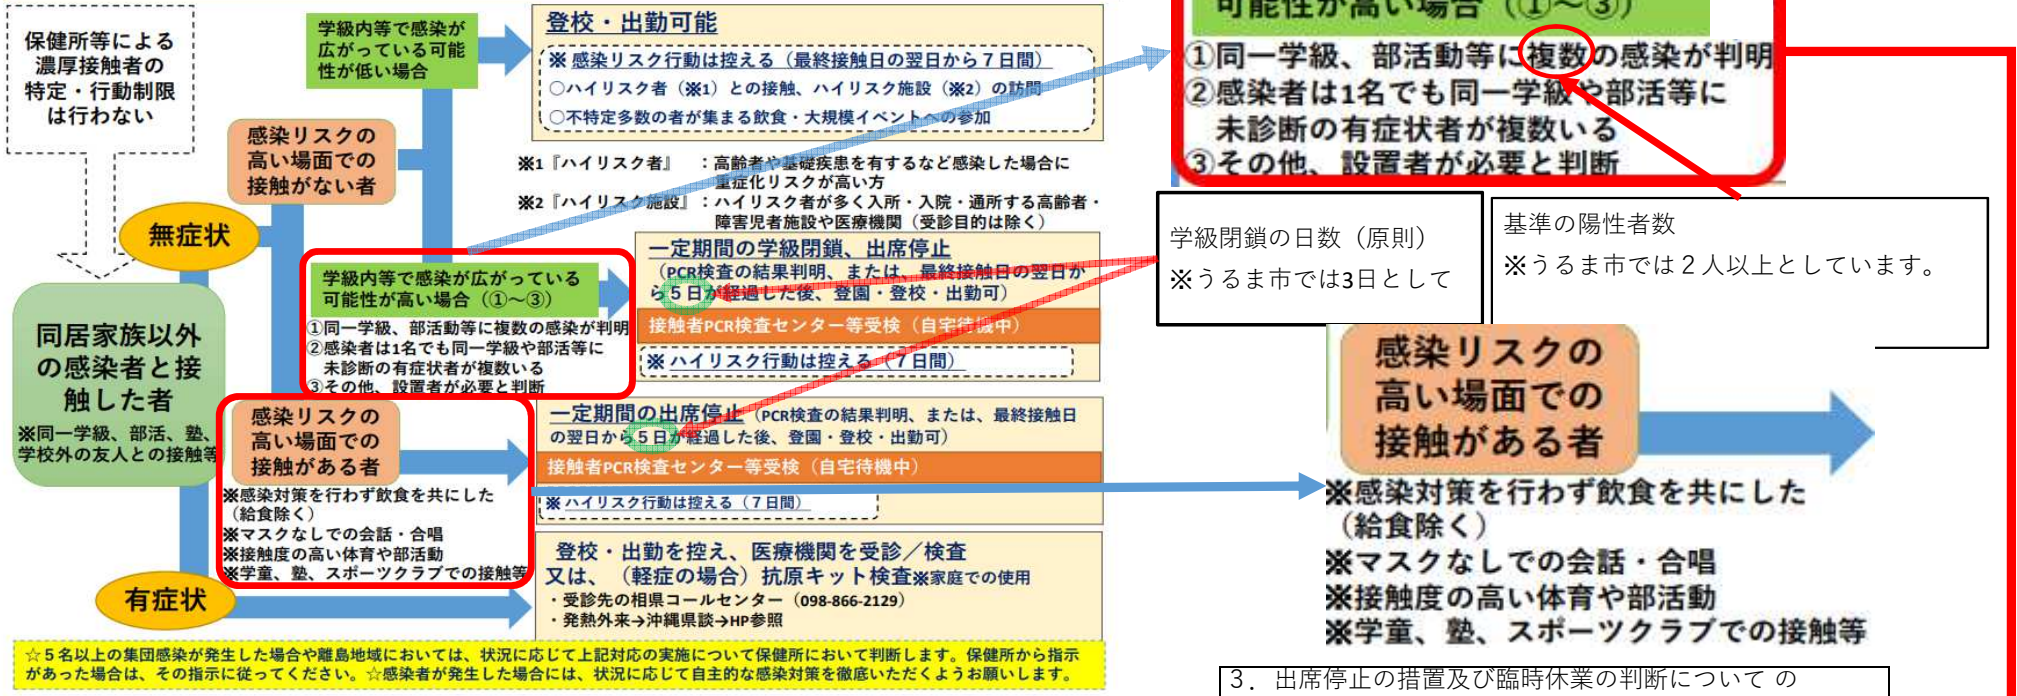 保健所等による
濃厚接触者の
特定・行動制限
は行わない
学級内等で感染が
広がっている可能
性が低い場合
登校・出勤可能
※ 感染リスク行動は控える（最終接触日の翌日から７日間）
○ハイリスク者（※1）との接触、ハイリスク施設（※2）の訪問
○不特定多数の者が集まる飲食・大規模イベントへの参加
感染リスクの
高い場面での
接触がない者
※1『ハイリスク者』　：高齢者や基礎疾患を有するなど感染した場合に
重症化リスクが高い方
※2『ハイリスク施設』：ハイリスク者が多く入所・入院・通所する高齢者・
障害児者施設や医療機関（受診目的は除く）
無症状
学級内等で感染が広がっている
可能性が高い場合（①～③）
①同一学級、部活動等に複数の感染が判明
②感染者は1名でも同一学級や部活等に
未診断の有症状者が複数いる
③その他、設置者が必要と判断
一定期間の学級閉鎖、出席停止
（PCR検査の結果判明、または、最終接触日の翌日か
ら５日が経過した後、登園・登校・出勤可）
接触者PCR検査センター等受検（自宅待機中）
※ ハイリスク行動は控える（７日間）
同居家族以外
の感染者と接
触した者
※同一学級、部活、塾、
学校外の友人との接触等
感染リスクの
高い場面での
接触がある者
※感染対策を行わず飲食を共にした
（給食除く）
※マスクなしでの会話・合唱
※接触度の高い体育や部活動
※学童、塾、スポーツクラブでの接触等
一定期間の出席停止（PCR検査の結果判明、または、最終接触日
の翌日から５日が経過した後、登園・登校・出勤可）
接触者PCR検査センター等受検（自宅待機中）
※ ハイリスク行動は控える（７日間）
有症状
登校・出勤を控え、医療機関を受診／検査
又は、（軽症の場合）抗原キット検査※家庭での使用
・受診先の相県コールセンター（098-866-2129）
・発熱外来→沖縄県談→HP参照
☆５名以上の集団感染が発生した場合や離島地域においては、状況に応じて上記対応の実施について保健所において判断します。保健所から指示
があった場合は、その指示に従ってください。☆感染者が発生した場合には、状況に応じて自主的な感染対策を徹底いただくようお願いします。
可能性が高い場合（①～③）
①同一学級、部活動等に複数の感染が判明
②感染者は1名でも同一学級や部活等に
未診断の有症状者が複数いる
③その他、設置者が必要と判断
学級閉鎖の日数（原則）
※うるま市では3日として
基準の陽性者数
※うるま市では２人以上としています。
感染リスクの
高い場面での
接触がある者
※感染対策を行わず飲食を共にした
（給食除く）
※マスクなしでの会話・合唱
※接触度の高い体育や部活動
※学童、塾、スポーツクラブでの接触等
3．出席停止の措置及び臨時休業の判断について の